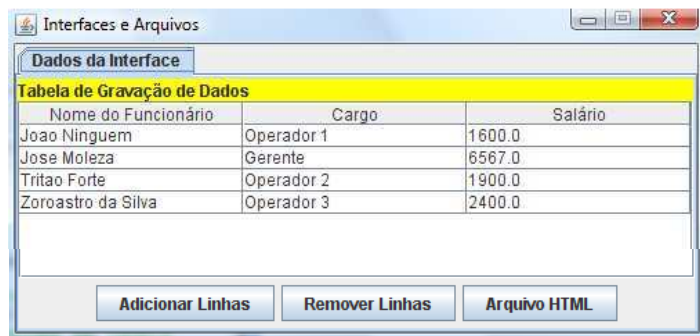 Interfaces e Arquivos
Dados da Interface
Tabela de Gravação de Dados
Nome do Funcionário Cargo Salário
Joao Ninguem Operador 1 1600.0
Jose Moleza Gerente 6567.0
Tritao Forte Operador 2 1900.0
Zoroastro da Silva Operador 3 2400.0
Adicionar Linhas Remover Linhas Arquivo HTML